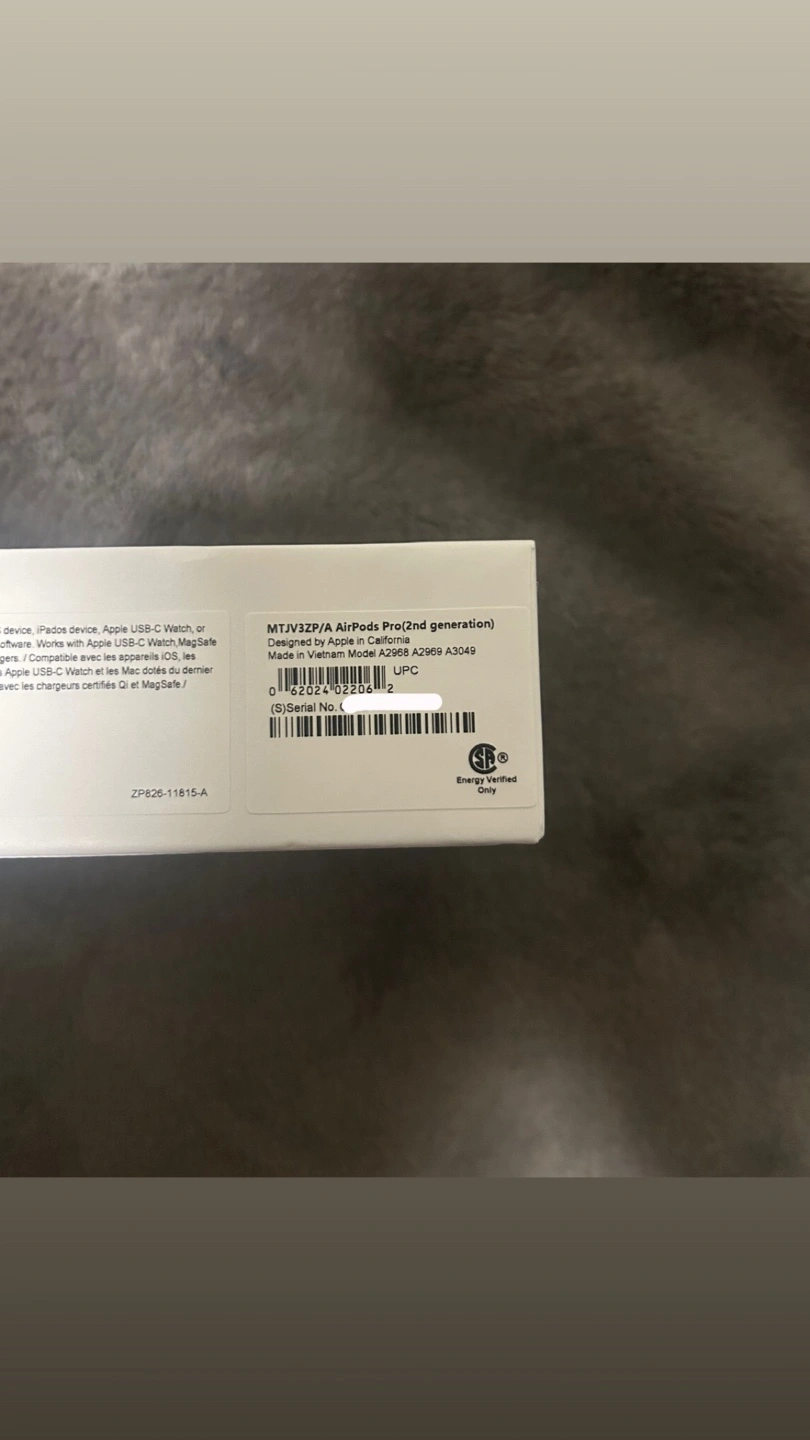 device, iPados device, Apple USB-C Watch, or
oftware. Works with Apple USB-C Watch,MagSafe
gers. / Compatible avec les appareils iOS, les
s Apple USB-C Watch et les Mac dotés du dernier
avec les chargeurs certifiés Qi et MagSafe./
ZP826-11815-A
MTJV3ZP/A AirPods Pro(2nd generation)
Designed by Apple in California
Made in Vietnam Model A2968 A2969 A3049
UPC
0 62024 02206 2
(S)Serial No.
SA ®
Energy Verified
Only